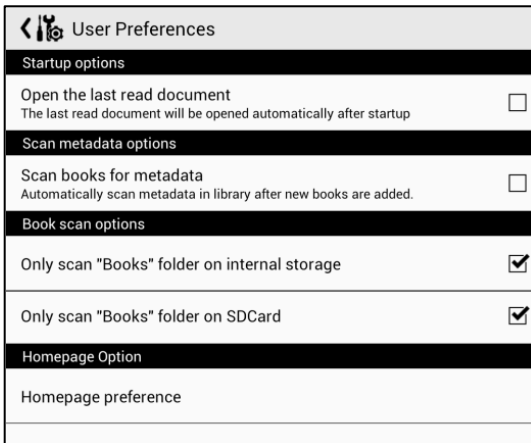 User Preferences
Startup options
Open the last read document
The last read document will be opened automatically after startup
Scan metadata options
Scan books for metadata
Automatically scan metadata in library after new books are added.
Book scan options
Only scan "Books" folder on internal storage
Only scan "Books" folder on SDCard
Homepage Option
Homepage preference